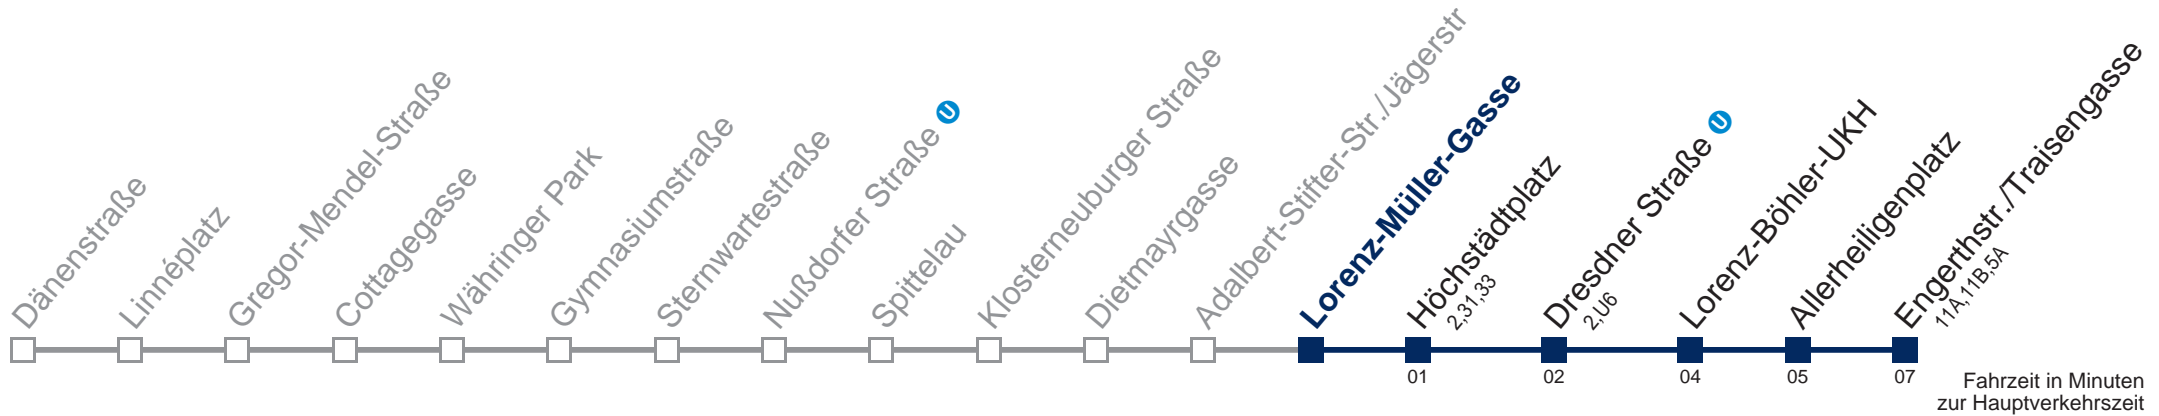 Dänenstraße
Linnéplatz
Gregor-Mendel-Straße
Cottagegasse
Währinger Park
Gymnasiumstraße
Sternwartestraße
Nußdorfer Straße U
Spittelau
Klosterneuburger Straße
Dietmayrgasse
Adalbert-Stifter-Str./Jägerstr
Lorenz-Müller-Gasse
Höchstädtplatz
2,31,33
Dresdner Straße U
2,U6
Lorenz-Böhler-UKH
Allerheiligenplatz
Engerthstr./Traisengasse
11A,11B,5A
01 02 04 05 07
Fahrzeit in Minuten
zur Hauptverkehrszeit